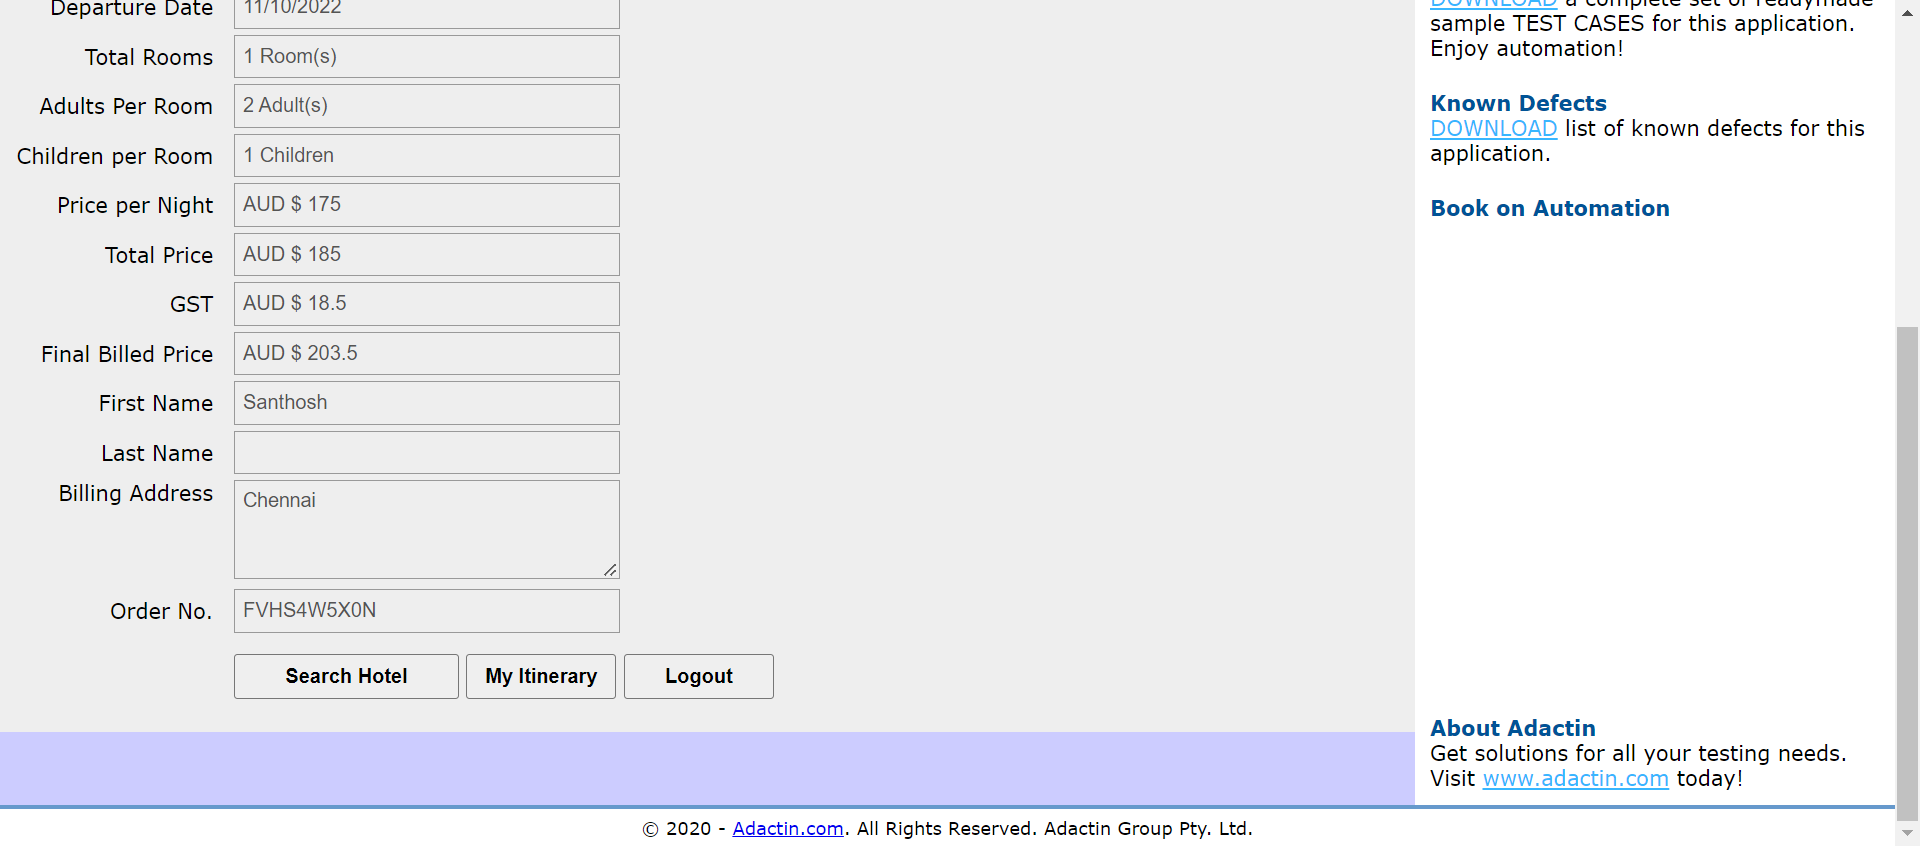 Departure Date 11/10/2022
Total Rooms 1 Room(s)
Adults Per Room 2 Adult(s)
Children per Room 1 Children
Price per Night AUD $ 175
Total Price AUD $ 185
GST AUD $ 18.5
Final Billed Price AUD $ 203.5
First Name Santhosh
Last Name
Billing Address Chennai
Order No. FVHS4W5X0N
Search Hotel My Itinerary Logout
DOWNLOAD a complete set of readymade
sample TEST CASES for this application.
Enjoy automation!
Known Defects
DOWNLOAD list of known defects for this
application.
Book on Automation
About Adactin
Get solutions for all your testing needs.
Visit www.adactin.com today!
© 2020 - Adactin.com. All Rights Reserved. Adactin Group Pty. Ltd.